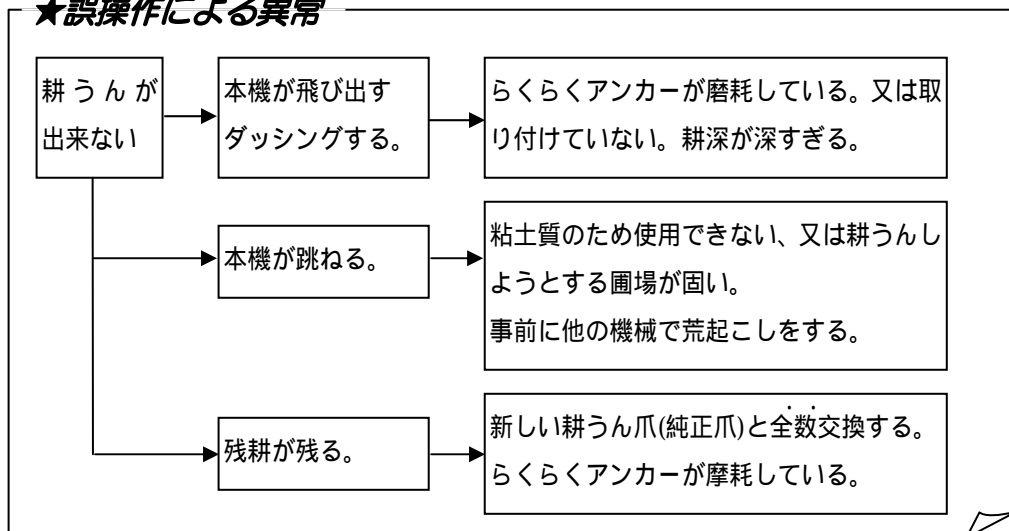 ★誤操作による異常
耕うんが
出来ない
本機が飛び出す
ダッシングする。
らくらくアンカーが磨耗している。又は取
り付けていない。耕深が深すぎる。
本機が跳ねる。
粘土質のため使用できない、又は耕うんし
ようとする圃場が固い。
事前に他の機械で荒起こしをする。
残耕が残る。
新しい耕うん爪(純正爪)と全数交換する。
らくらくアンカーが摩耗している。